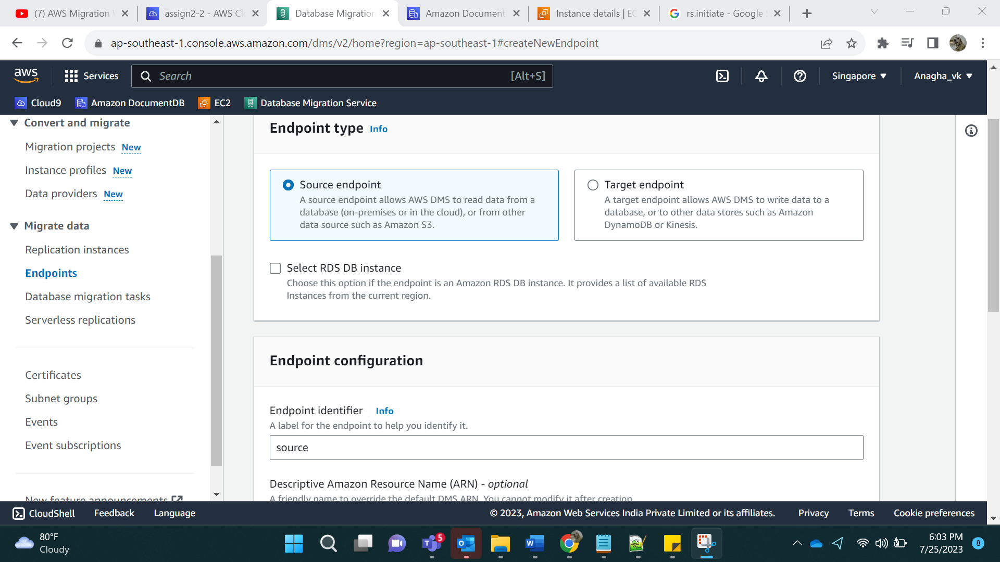 (7) AWS Migration
assign2-2 - AWS Cl
Database Migration
Amazon Document
Instance details | EC
rs.initiate - Google
ap-southeast-1.console.aws.amazon.com/dms/v2/home?region=ap-southeast-1#createNewEndpoint
aws
Services
Search
[Alt+S]
Singapore
Anagha_vk
Cloud9
Amazon DocumentDB
EC2
Database Migration Service
Convert and migrate
Migration projects New
Instance profiles New
Data providers New
Migrate data
Replication instances
Endpoints
Database migration tasks
Serverless replications
Certificates
Subnet groups
Events
Event subscriptions
New feature announcements
Endpoint type Info
Source endpoint
A source endpoint allows AWS DMS to read data from a
database (on-premises or in the cloud), or from other
data source such as Amazon S3.
Target endpoint
A target endpoint allows AWS DMS to write data to a
database, or to other data stores such as Amazon
DynamoDB or Kinesis.
Select RDS DB instance
Choose this option if the endpoint is an Amazon RDS DB instance. It provides a list of available RDS
Instances from the current region.
Endpoint configuration
Endpoint identifier Info
A label for the endpoint to help you identify it.
source
Descriptive Amazon Resource Name (ARN) - optional
A friendly name to override the default DMS ARN. You cannot modify it after creation.
CloudShell
Feedback
Language
© 2023, Amazon Web Services India Private Limited or its affiliates.
Privacy
Terms
Cookie preferences
80°F
Cloudy
5
6:03 PM
7/25/2023
8